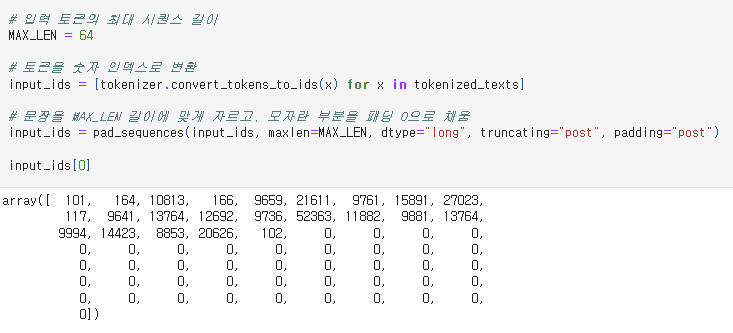 # 입력 토큰의 최대 시퀀스 길이
MAX_LEN = 64
# 토큰을 숫자 인덱스로 변환
input_ids = [tokenizer.convert_tokens_to_ids(x) for x in tokenized_texts]
# 문장을 MAX_LEN 길이에 맞게 자르고, 모자란 부분을 패딩 0으로 채움
input_ids = pad_sequences(input_ids, maxlen=MAX_LEN, dtype="long", truncating="post", padding="post")
input_ids[0]
array([ 101, 164, 10813, 166, 9659, 21611, 9761, 15891, 27023,
117, 9641, 13764, 12692, 9736, 52363, 11882, 9881, 13764,
9994, 14423, 8853, 20626, 102, 0, 0, 0, 0,
0, 0, 0, 0, 0, 0, 0, 0, 0,
0, 0, 0, 0, 0, 0, 0, 0, 0,
0, 0, 0, 0, 0, 0, 0, 0, 0,
0, 0, 0, 0, 0, 0, 0, 0, 0,
0])